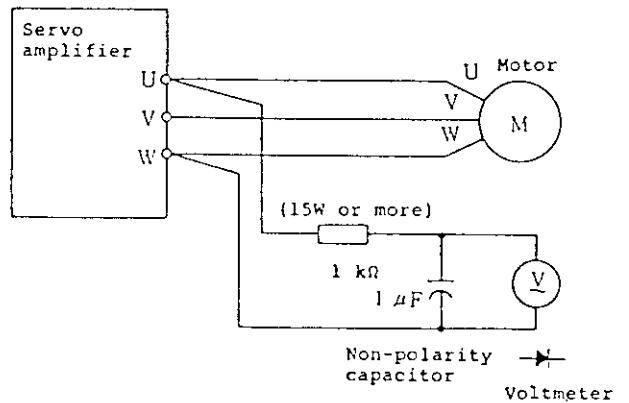 Servo
amplifier
U
V
W
U
V
W
Motor
M
(15W or more)
1 kΩ
1 μF
V
Non-polarity
capacitor
Voltmeter